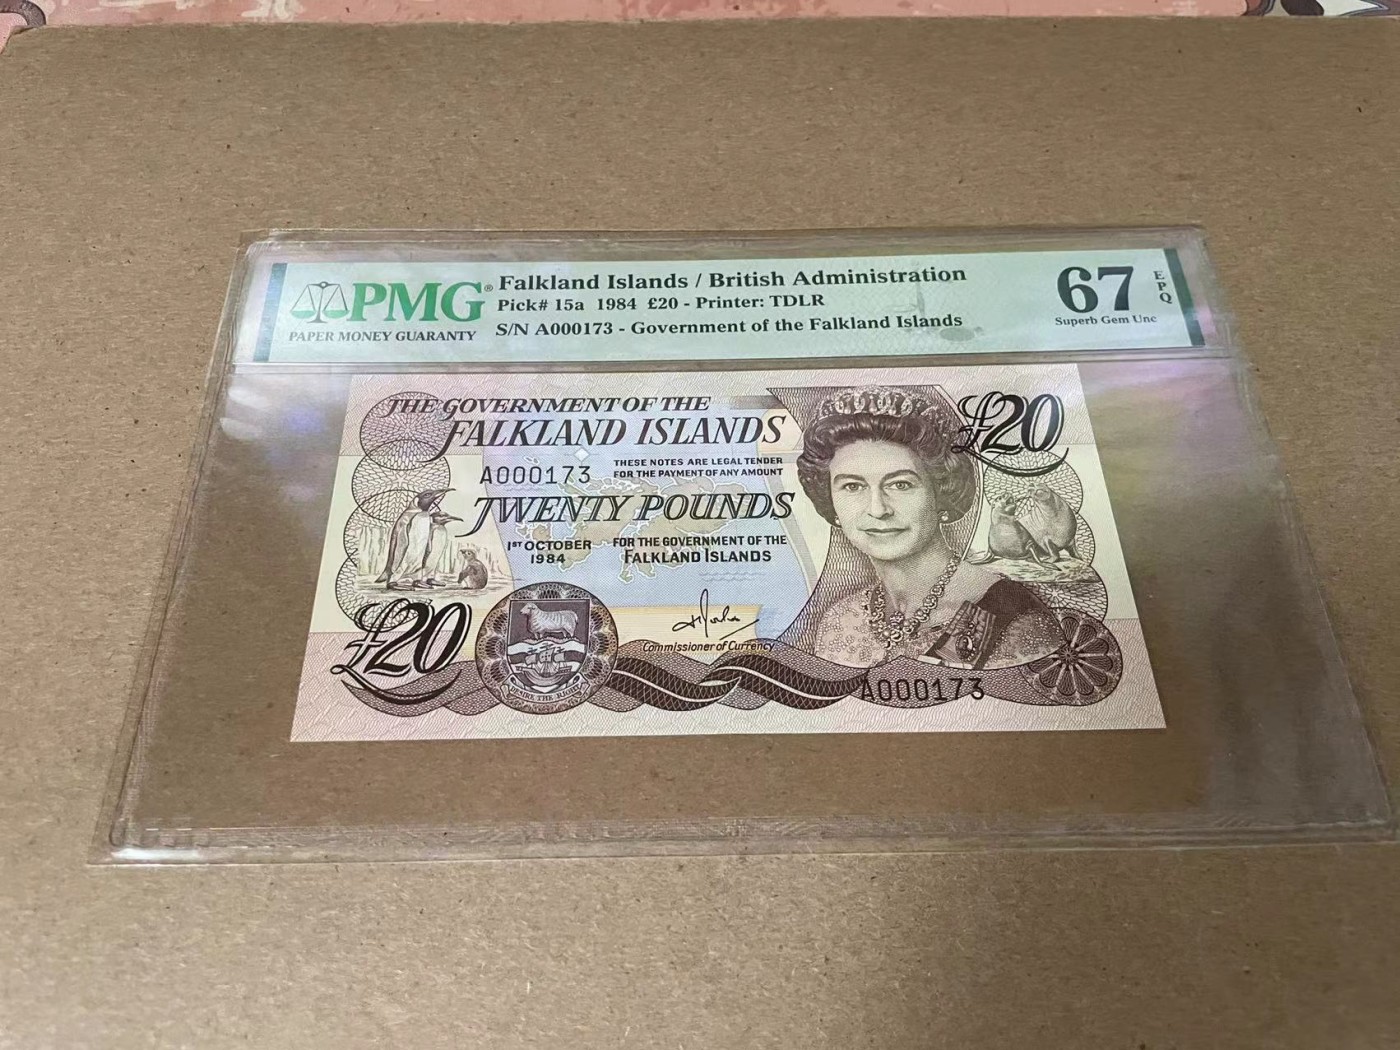 PMG®
PAPER MONEY GUARANTY
Falkland Islands / British Administration
Pick# 15a 1984 £20 - Printer: TDLR
S/N A000173 - Government of the Falkland Islands
67
EPQ
Superb Gem Unc
THE GOVERNMENT OF THE
FALKLAND ISLANDS
£20
A000173
THESE NOTES ARE LEGAL TENDER
FOR THE PAYMENT OF ANY AMOUNT
TWENTY POUNDS
1ST OCTOBER
1984
FOR THE GOVERNMENT OF THE
FALKLAND ISLANDS
£20
Commissioner of Currency
DESIRE THE RIGHT
A000173